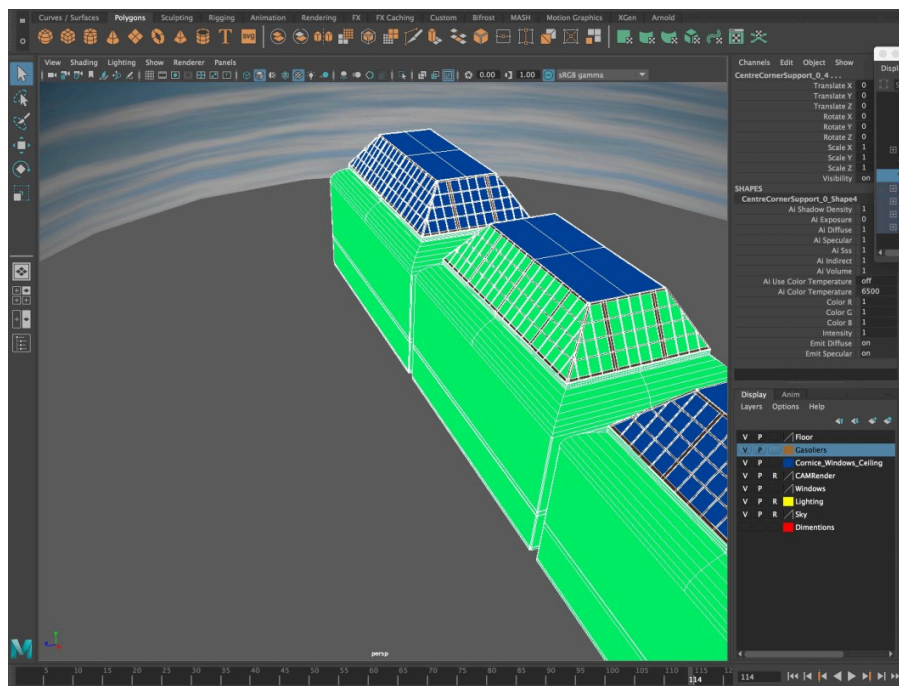 Curves / Surfaces Polygons Sculpting Rigging Animation Rendering FX FX Caching Custom Bifrost MASH Motion Graphics XGen Arnold
T SVG
View Shading Lighting Show Renderer Panels
0.00 1.00 sRGB gamma
Channels Edit Object Show
CentreCornerSupport_0_4 . . .
Translate X 0
Translate Y 0
Translate Z 0
Rotate X 0
Rotate Y 0
Rotate Z 0
Scale X 1
Scale Y 1
Scale Z 1
Visibility on
SHAPES
CentreCornerSupport_0_Shape4
Ai Shadow Density 1
Ai Exposure 0
Ai Diffuse 1
Ai Specular 1
Ai Sss 1
Ai Indirect 1
Ai Volume 1
Ai Use Color Temperature off
Ai Color Temperature 6500
Color R 1
Color G 1
Color B 1
Intensity 1
Emit Diffuse on
Emit Specular on
Display Anim
Layers Options Help
V P Floor
V P Gasoliers
V P Cornice_Windows_Ceiling
V P R CAMRender
V P Windows
V P R Lighting
V P R Sky
Dimentions
persp
5 10 15 20 25 30 35 40 45 50 55 60 65 70 75 80 85 90 95 100 105 110 115
114
114